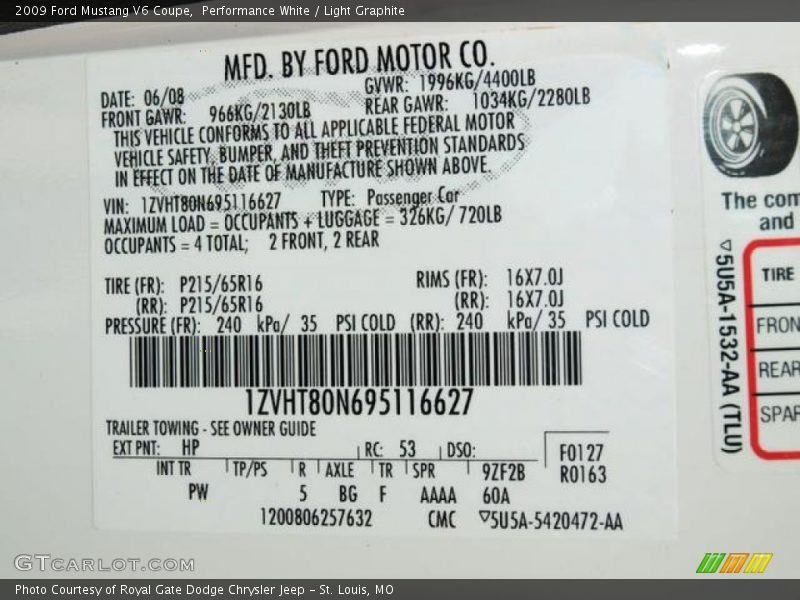 2009 Ford Mustang V6 Coupe,  Performance White / Light Graphite
MFD. BY FORD MOTOR CO.
DATE: 06/08 GVWR: 1996KG/4400LB
FRONT GAWR: 966KG/2130LB REAR GAWR: 1034KG/2280LB
THIS VEHICLE CONFORMS TO ALL APPLICABLE FEDERAL MOTOR
VEHICLE SAFETY, BUMPER, AND THEFT PREVENTION STANDARDS
IN EFFECT ON THE DATE OF MANUFACTURE SHOWN ABOVE.
VIN: 1ZVHT80N695116627 TYPE: Passenger Car
MAXIMUM LOAD = OCCUPANTS + LUGGAGE = 326KG/ 720LB
OCCUPANTS = 4 TOTAL; 2 FRONT, 2 REAR
TIRE (FR): P215/65R16 RIMS (FR): 16X7.0J
(RR): P215/65R16 (RR): 16X7.0J
PRESSURE (FR): 240 kPa/ 35 PSI COLD (RR): 240 kPa/ 35 PSI COLD
1ZVHT80N695116627
TRAILER TOWING - SEE OWNER GUIDE
EXT PNT: HP RC: 53 DSO: F0127
INT TR TP/PS R AXLE TR SPR 9ZF2B R0163
PW 5 BG F AAAA 60A
1200806257632 CMC ▽5U5A-5420472-AA
The com
and
▽5U5A-1532-AA (TLU)
TIRE
FRON
REAR
SPAR
GTCARLOT.COM
Photo Courtesy of Royal Gate Dodge Chrysler Jeep - St. Louis, MO